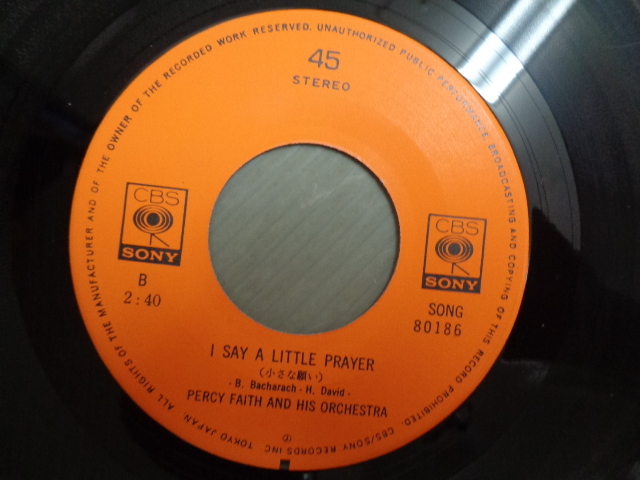 ALL RIGHTS OF THE MANUFACTURER AND OF THE OWNER OF THE RECORDED WORK RESERVED. UNAUTHORIZED PUBLIC PERFORMANCE, BROADCASTING AND COPYING OF THIS RECORD PROHIBITED. CBS/SONY RECORDS INC. TOKYO JAPAN.
45
STEREO
CBS
SONY
CBS
SONY
B
2:40
SONG
80186
I SAY A LITTLE PRAYER
(小さな願い)
- B. Bacharach - H. David -
PERCY FAITH AND HIS ORCHESTRA
Ⓟ